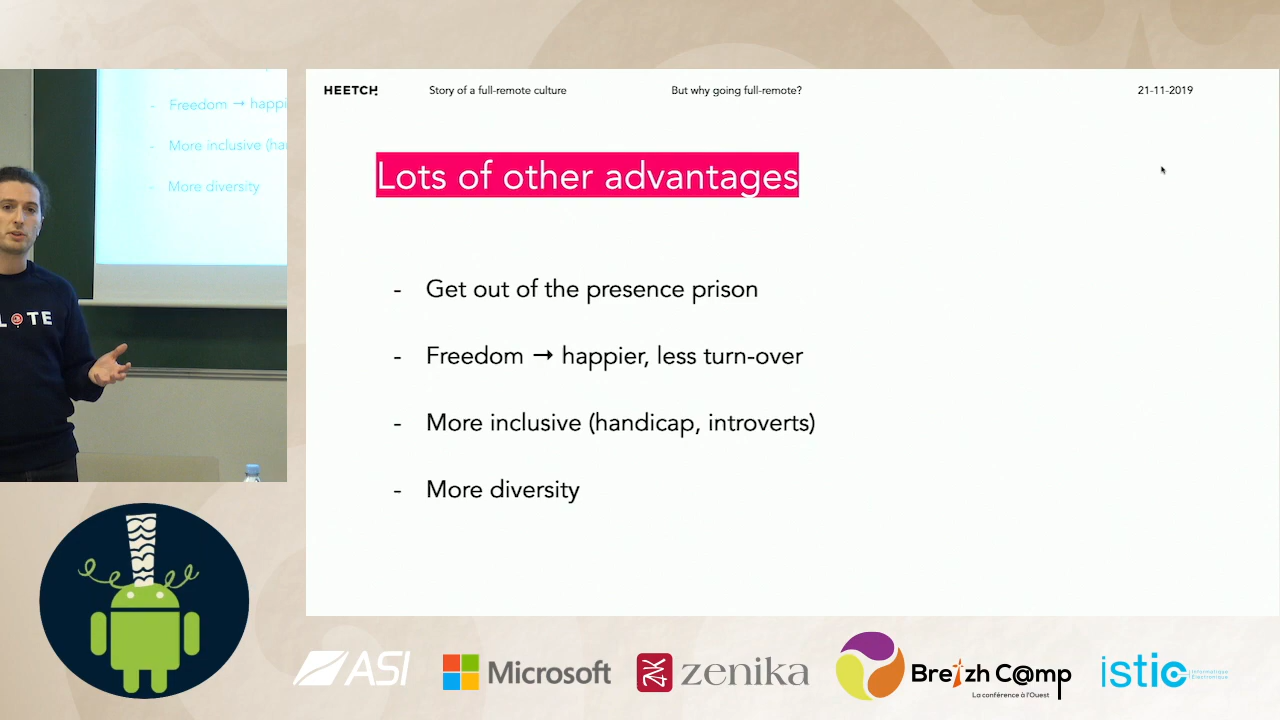 HEETCH
Story of a full-remote culture
But why going full-remote?
21-11-2019
Lots of other advantages
- Get out of the presence prison
- Freedom → happier, less turn-over
- More inclusive (handicap, introverts)
- More diversity
- Freedom → happi
- More inclusive (ha
- More diversity
LOTE
ASI
Microsoft
zenika
Breizh C@mp
La conférence à l'Ouest
istic
Informatique
Électronique